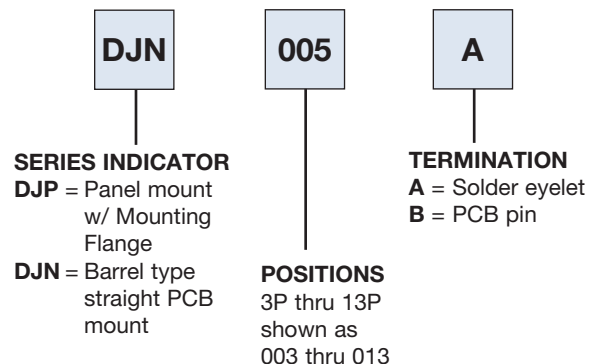 DJN
005
A
SERIES INDICATOR
DJP = Panel mount
w/ Mounting
Flange
DJN = Barrel type
straight PCB
mount
POSITIONS
3P thru 13P
shown as
003 thru 013
TERMINATION
A = Solder eyelet
B = PCB pin